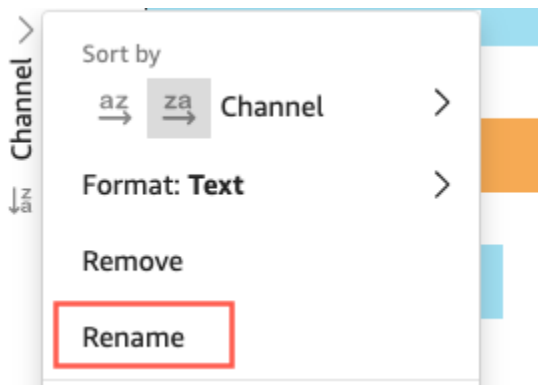 Channel
Sort by
az za Channel
Format: Text
Remove
Rename